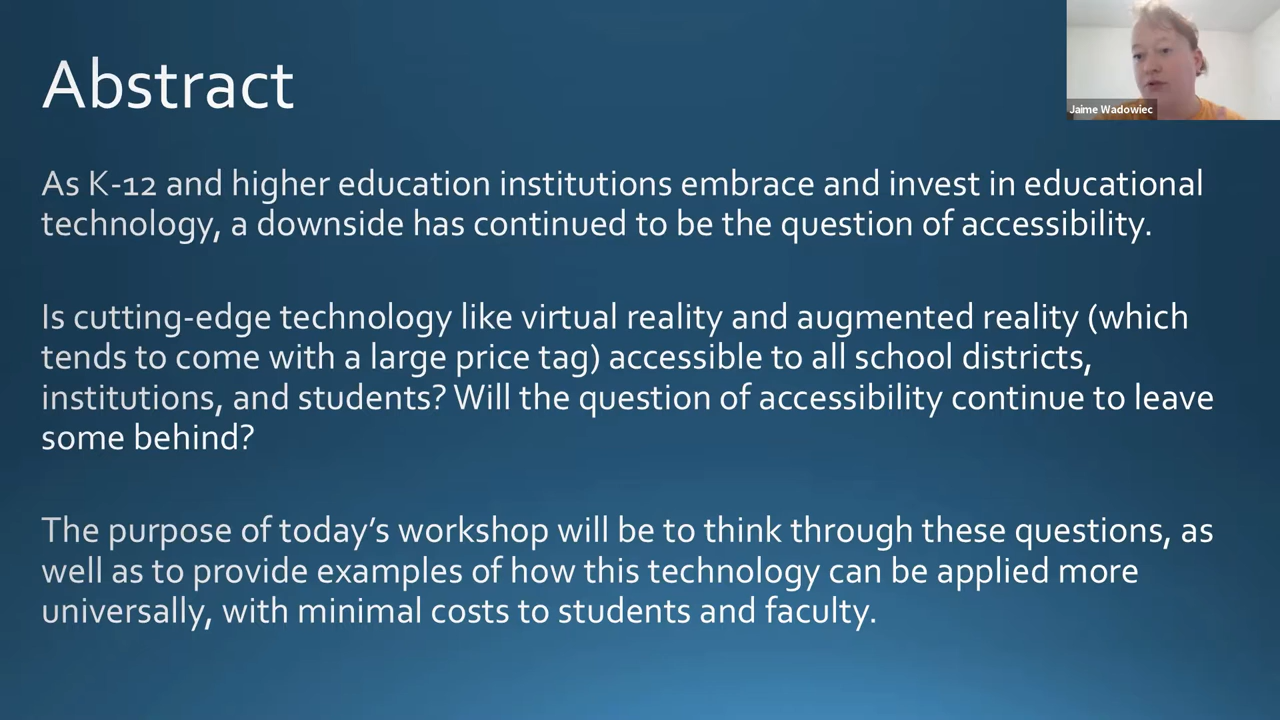 Abstract
Jaime Wadowiec
As K-12 and higher education institutions embrace and invest in educational
technology, a downside has continued to be the question of accessibility.
Is cutting-edge technology like virtual reality and augmented reality (which
tends to come with a large price tag) accessible to all school districts,
institutions, and students? Will the question of accessibility continue to leave
some behind?
The purpose of today’s workshop will be to think through these questions, as
well as to provide examples of how this technology can be applied more
universally, with minimal costs to students and faculty.